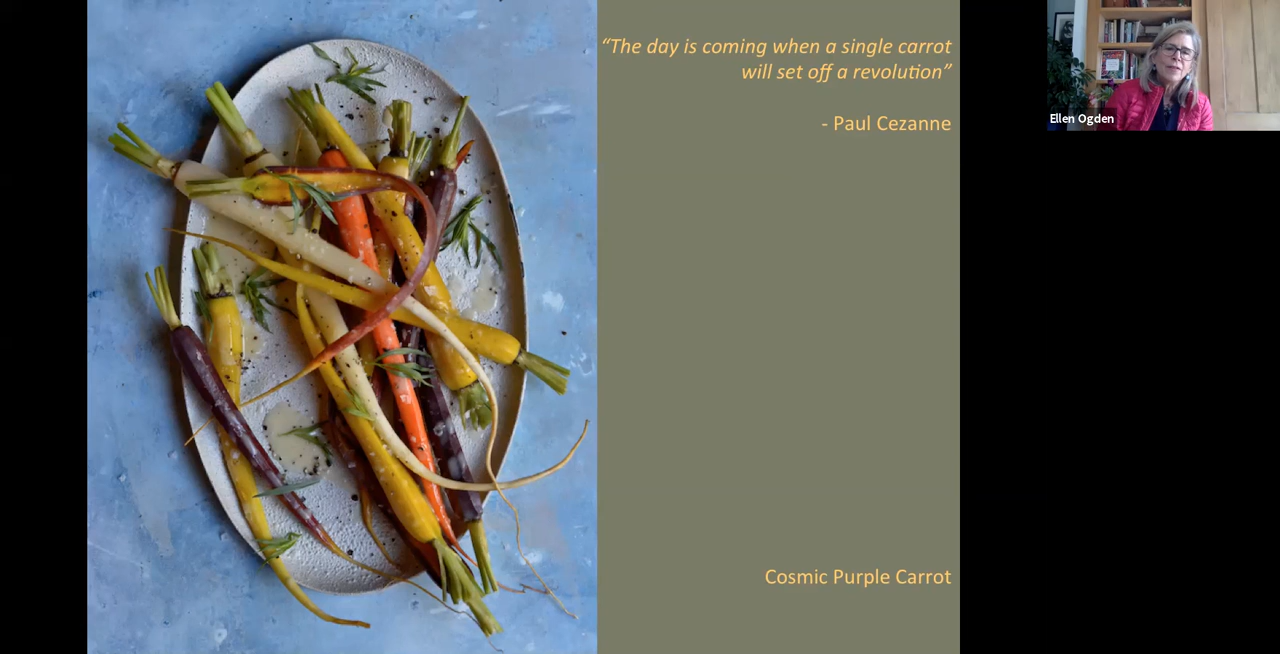 “The day is coming when a single carrot
will set off a revolution”
- Paul Cezanne
Ellen Ogden
Cosmic Purple Carrot